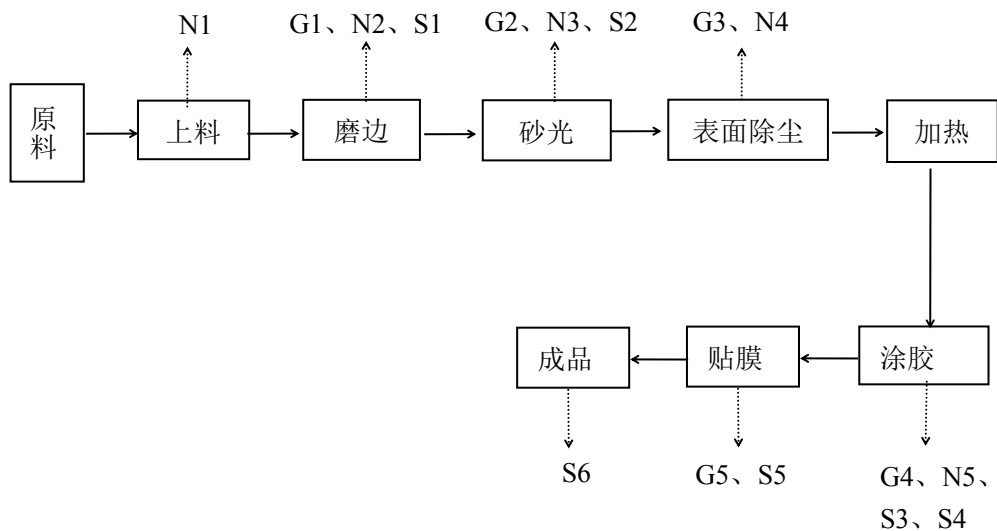 N1
G1、N2、S1
G2、N3、S2
G3、N4
原
料
上料
磨边
砂光
表面除尘
加热
成品
贴膜
涂胶
S6
G5、S5
G4、N5、
S3、S4